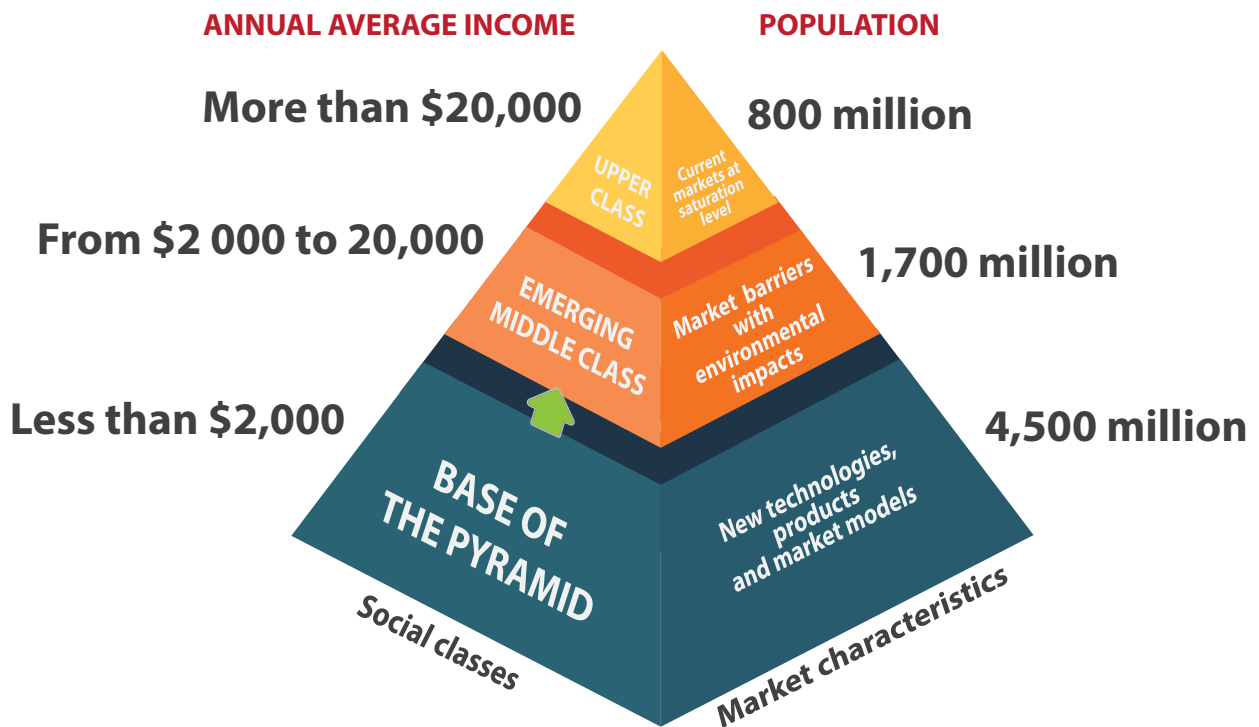 ANNUAL AVERAGE INCOME
POPULATION
More than $20,000
800 million
UPPER
CLASS
Current
markets at
saturation
level
From $2 000 to 20,000
1,700 million
EMERGING
MIDDLE CLASS
Market barriers
with
environmental
impacts
Less than $2,000
4,500 million
BASE OF
THE PYRAMID
New technologies,
products
and market models
Social classes
Market characteristics